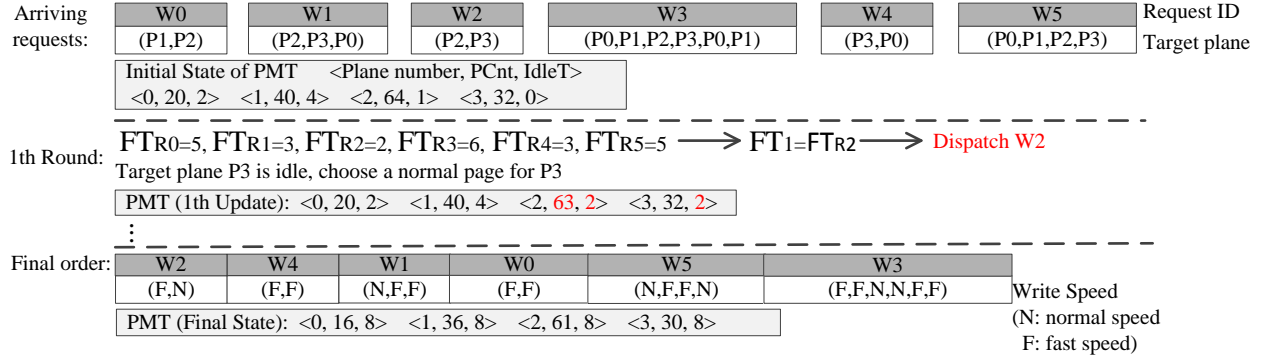 Arriving requests:
W0 W1 W2 W3 W4 W5 Request ID
(P1,P2) (P2,P3,P0) (P2,P3) (P0,P1,P2,P3,P0,P1) (P3,P0) (P0,P1,P2,P3) Target plane
Initial State of PMT <Plane number, PCnt, IdleT>
<0, 20, 2> <1, 40, 4> <2, 64, 1> <3, 32, 0>
1th Round:
FTR0=5, FTR1=3, FTR2=2, FTR3=6, FTR4=3, FTR5=5 FT1=FTR2 Dispatch W2
Target plane P3 is idle, choose a normal page for P3
PMT (1th Update): <0, 20, 2> <1, 40, 4> <2, 63, 2> <3, 32, 2>
Final order:
W2 W4 W1 W0 W5 W3
(F,N) (F,F) (N,F,F) (F,F) (N,F,F,N) (F,F,N,N,F,F)
Write Speed
(N: normal speed
F: fast speed)
PMT (Final State): <0, 16, 8> <1, 36, 8> <2, 61, 8> <3, 30, 8>